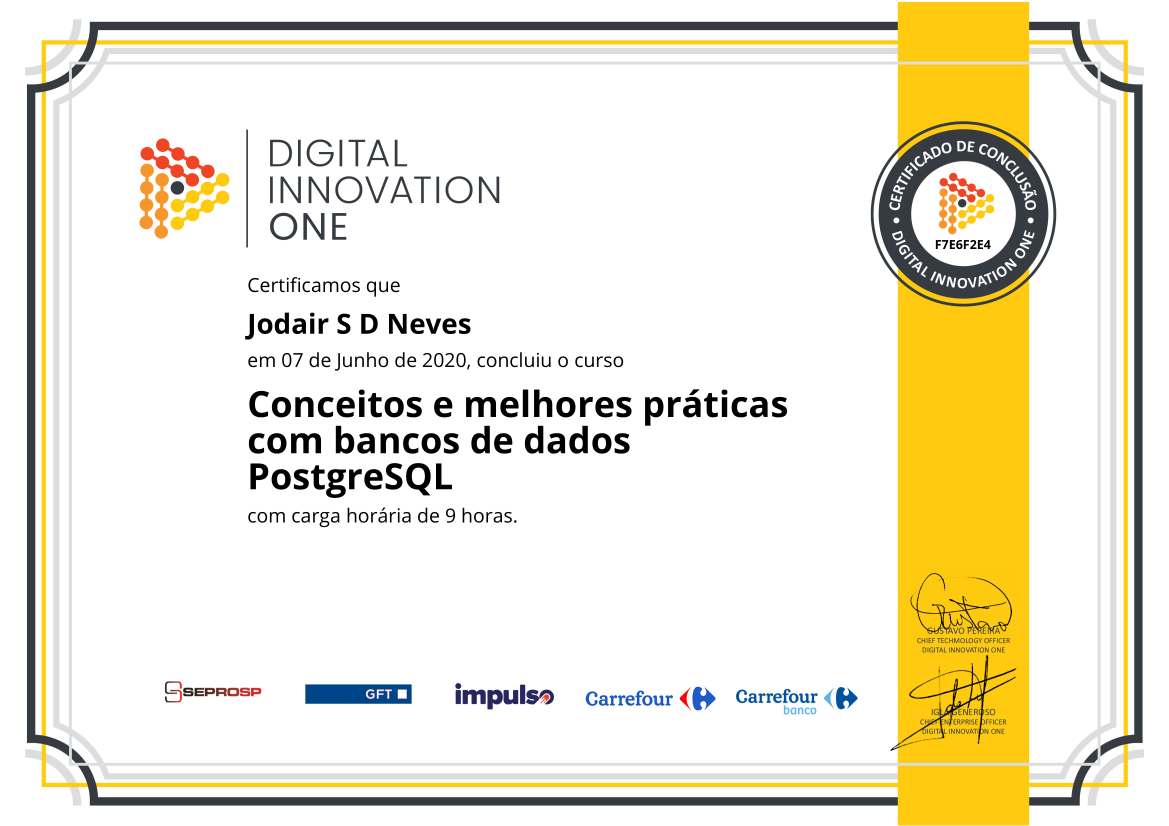 DIGITAL
INNOVATION
ONE
CERTIFICADO DE CONCLUSÃO
F7E6F2E4
DIGITAL INNOVATION ONE
Certificamos que
Jodair S D Neves
em 07 de Junho de 2020, concluiu o curso
Conceitos e melhores práticas
com bancos de dados
PostgreSQL
com carga horária de 9 horas.
GUSTAVO PEREIRA
CHIEF TECHNOLOGY OFFICER
DIGITAL INNOVATION ONE
SEPROSP
GFT
impulso
Carrefour
Carrefour
banco
GENEROSO
CHIEF ENTERPRISE OFFICER
DIGITAL INNOVATION ONE